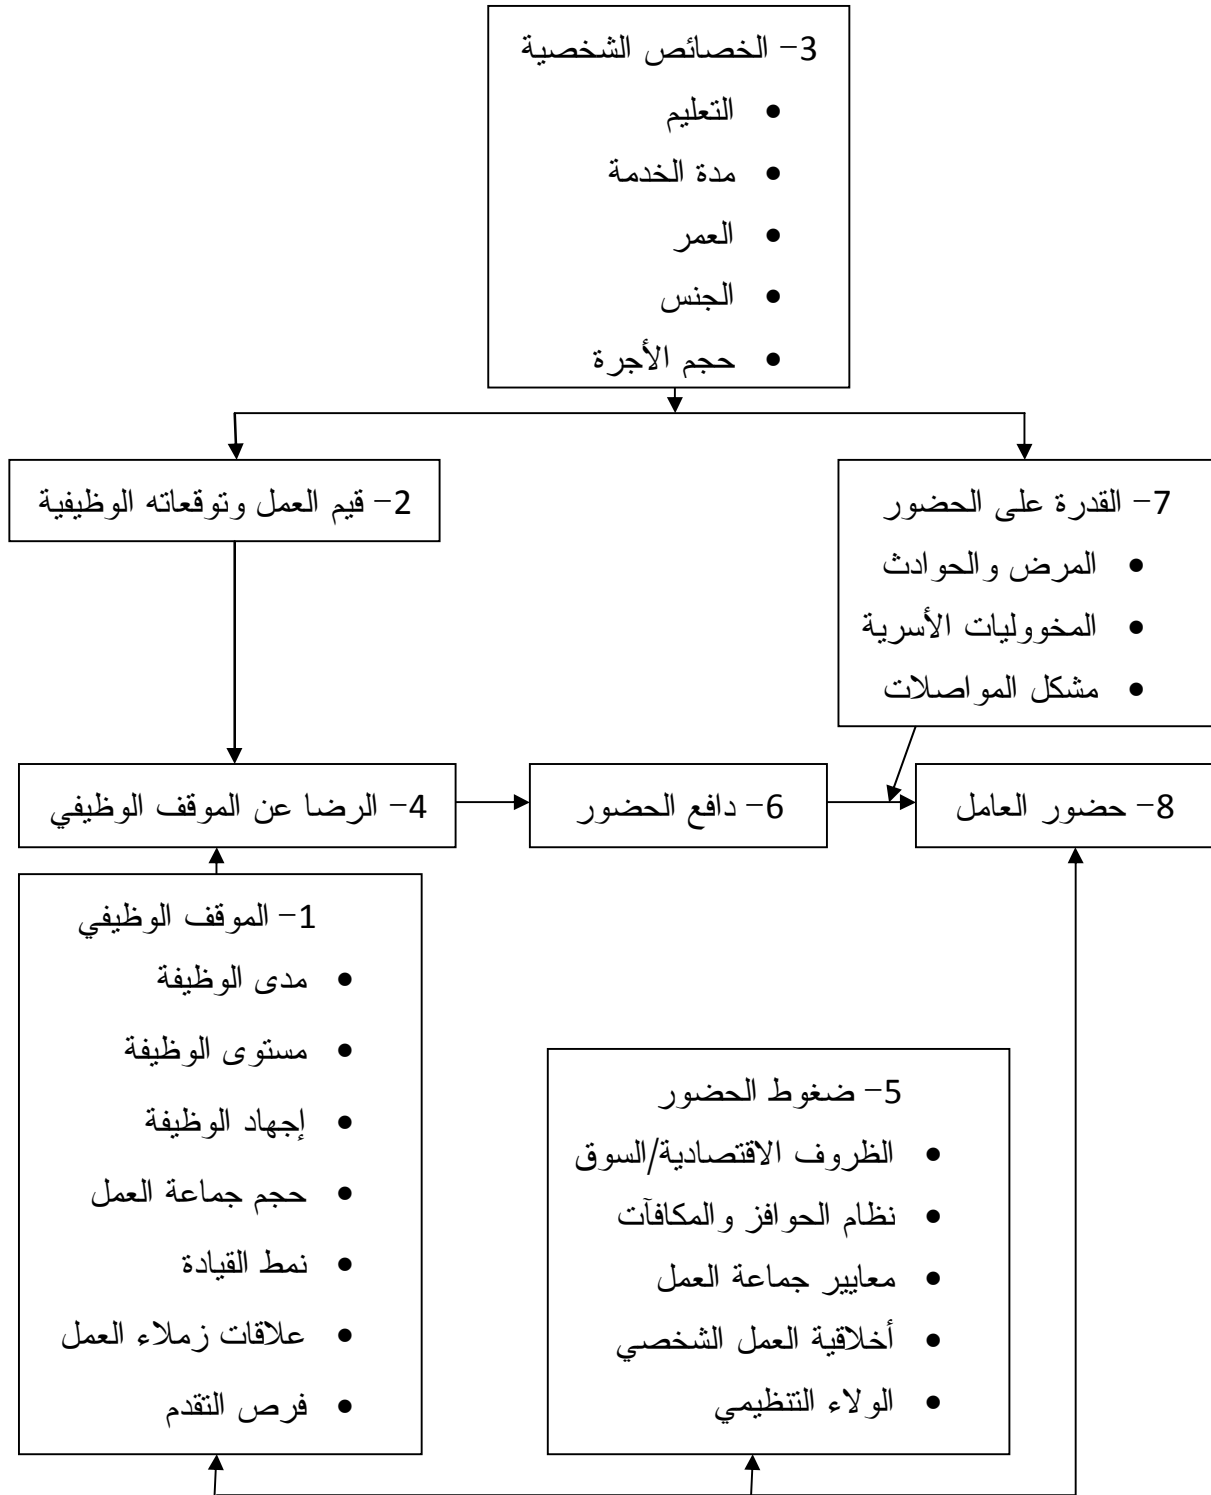 3- الخصائص الشخصية
• التعليم
• مدة الخدمة
• العمر
• الجنس
• حجم الأجرة
7- القدرة على الحضور
• المرض والحوادث
• المخووليات الأسرية
• مشكل المواصلات
2- قيم العمل وتوقعاته الوظيفية
8- حضور العامل
6- دافع الحضور
4- الرضا عن الموقف الوظيفي
1- الموقف الوظيفي
• مدى الوظيفة
• مستوى الوظيفة
• إجهاد الوظيفة
• حجم جماعة العمل
• نمط القيادة
• علاقات زملاء العمل
• فرص التقدم
5- ضغوط الحضور
• الظروف الاقتصادية/السوق
• نظام الحوافز والمكافآت
• معايير جماعة العمل
• أخلاقية العمل الشخصي
• الولاء التنظيمي